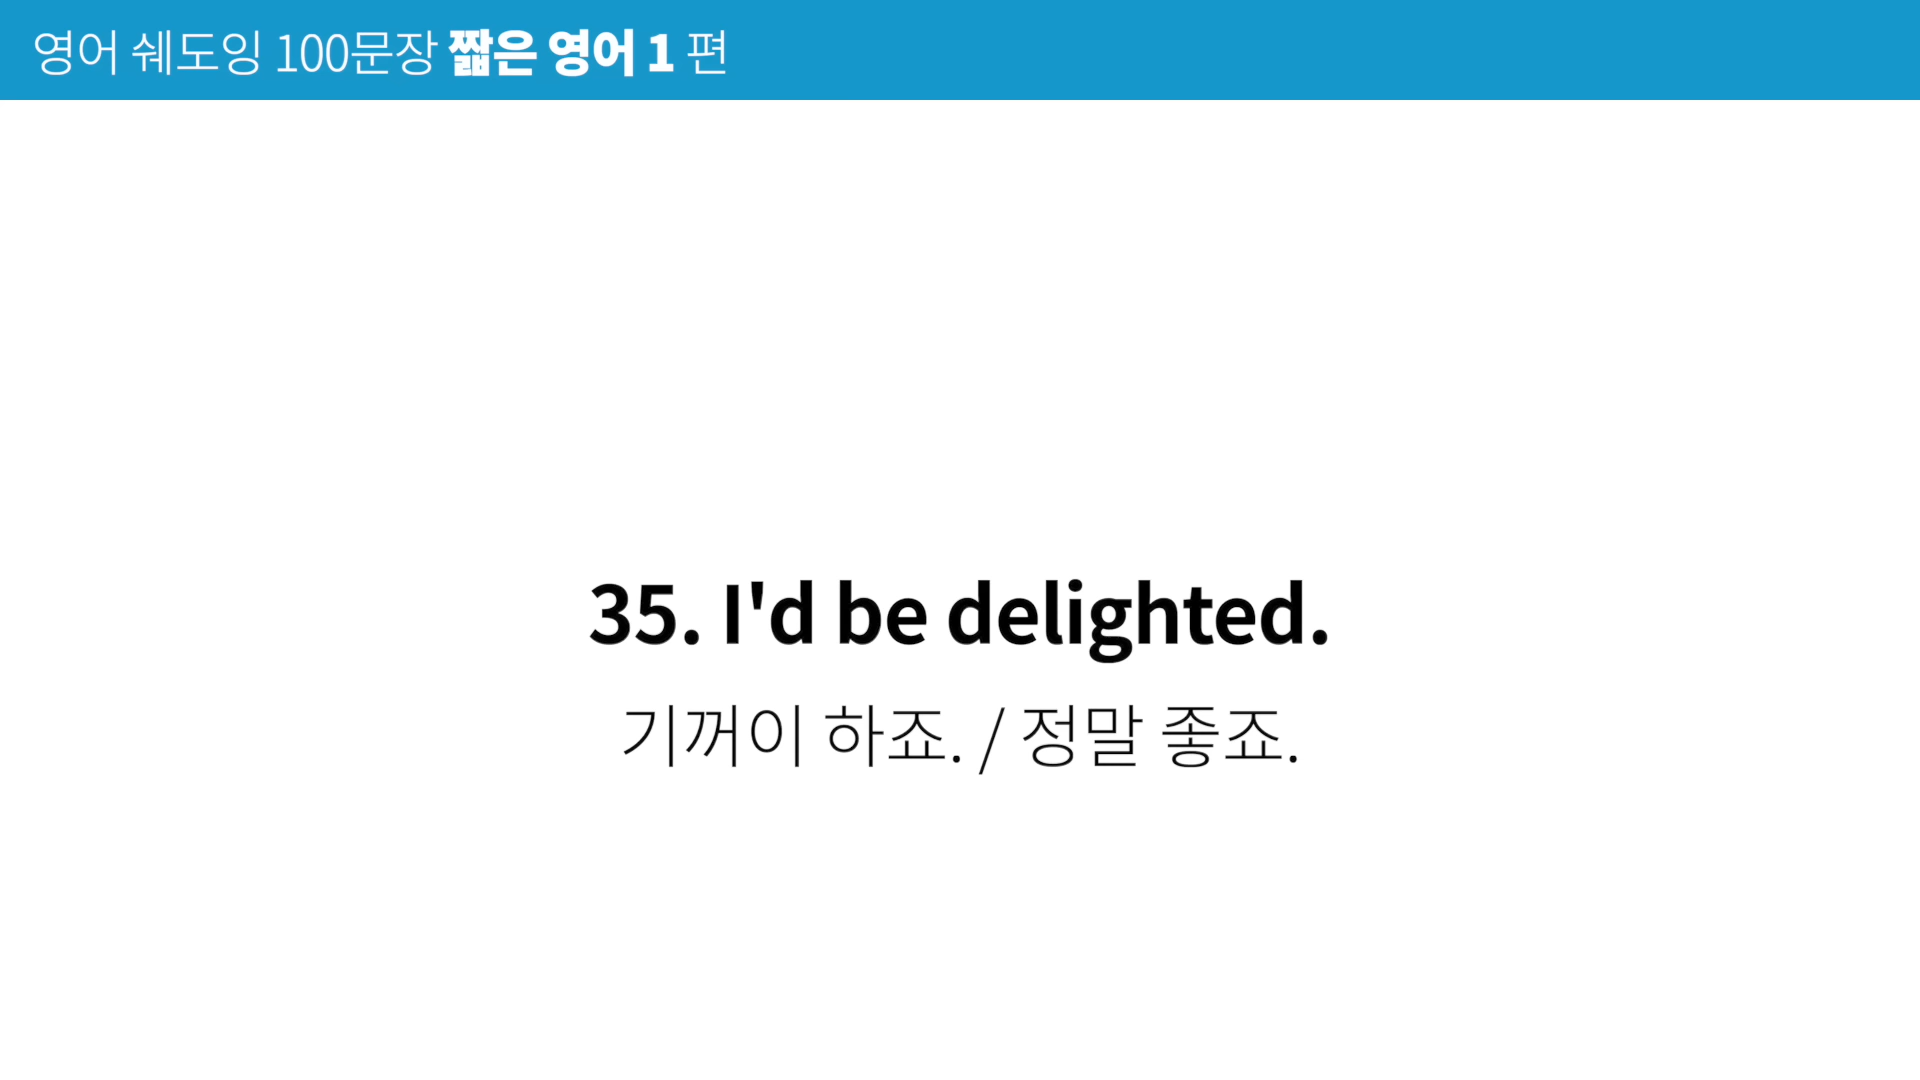 영어 쉐도잉 100문장 짧은 영어 1 편
35. I'd be delighted.
기꺼이 하죠. / 정말 좋죠.